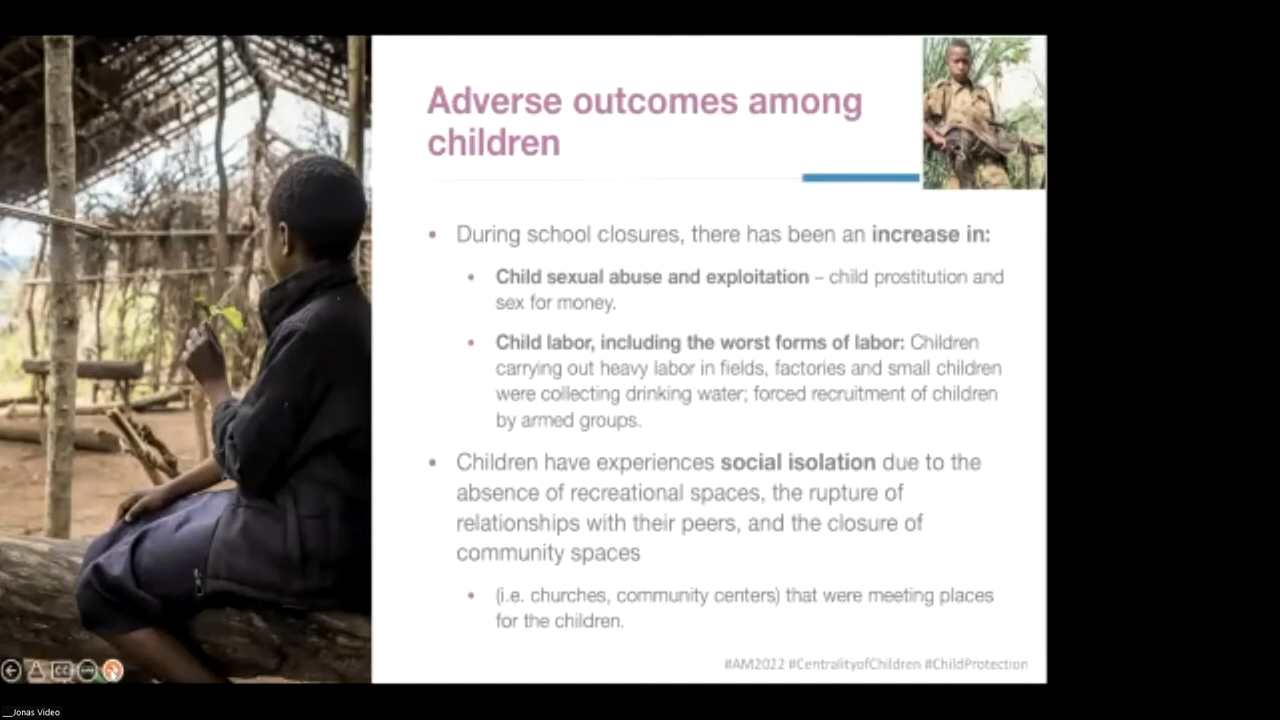 Adverse outcomes among
children
• During school closures, there has been an increase in:
• Child sexual abuse and exploitation – child prostitution and
sex for money.
• Child labor, including the worst forms of labor: Children
carrying out heavy labor in fields, factories and small children
were collecting drinking water; forced recruitment of children
by armed groups.
• Children have experiences social isolation due to the
absence of recreational spaces, the rupture of
relationships with their peers, and the closure of
community spaces
• (i.e. churches, community centers) that were meeting places
for the children.
#AM2022 #CentralityofChildren #ChildProtection
CC
__Jonas Video